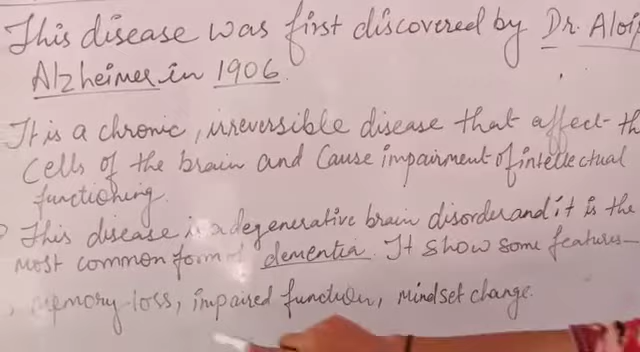 This disease was first discovered by Dr. Alois
Alzheimer in 1906.
It is a chronic, irreversible disease that affect the
Cells of the brain and Cause impairment of intellectual
functioning.
This disease is a degenerative brain disorder and it is the
most common form of dementia. It show some features-
memory loss, impaired function, Mindset change.